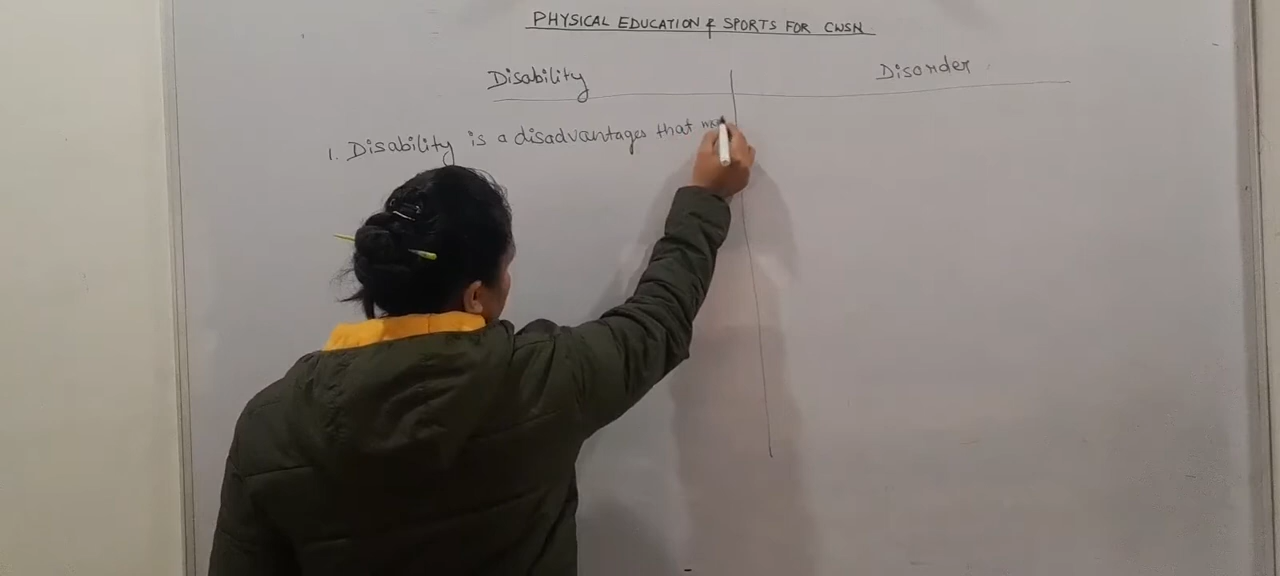 PHYSICAL EDUCATION & SPORTS FOR CWSN
Disability
Disorder
1. Disability is a disadvantages that